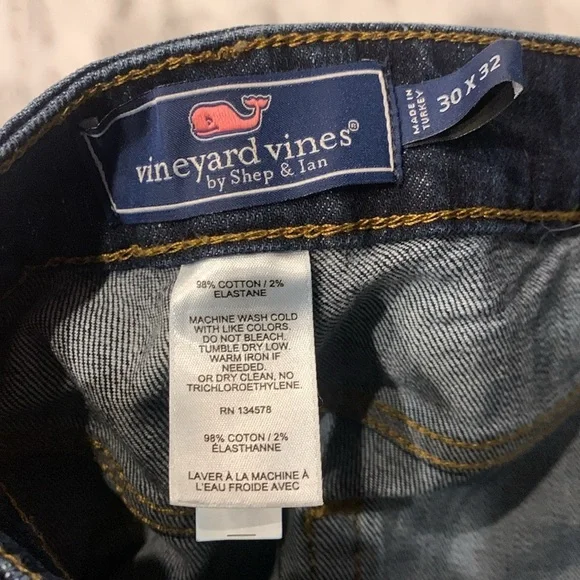 vineyard vines®
by Shep & Ian
MADE IN
TURKEY
30 X 32
98% COTTON / 2%
ELASTANE
MACHINE WASH COLD
WITH LIKE COLORS.
DO NOT BLEACH.
TUMBLE DRY LOW.
WARM IRON IF
NEEDED.
OR DRY CLEAN, NO
TRICHLOROETHYLENE.
RN 134578
98% COTON / 2%
ÉLASTHANNE
LAVER À LA MACHINE À
L'EAU FROIDE AVEC